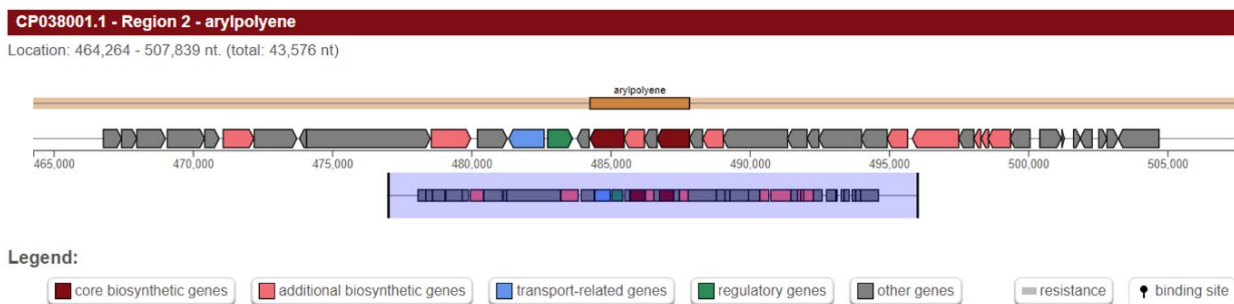 CP038001.1 - Region 2 - arylpolyene
Location: 464,264 - 507,839 nt. (total: 43,576 nt)
arylpolyene
465,000 470,000 475,000 480,000 485,000 490,000 495,000 500,000 505,000
Legend:
core biosynthetic genes additional biosynthetic genes transport-related genes regulatory genes other genes resistance binding site